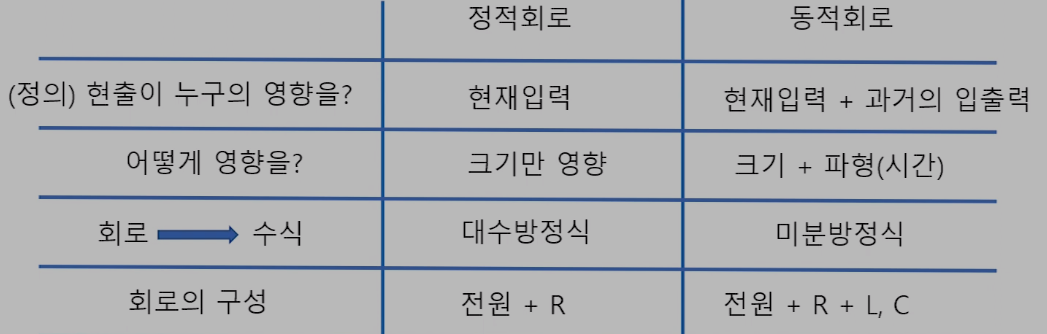 정적회로 동적회로
(정의) 현출이 누구의 영향을? 현재입력 현재입력 + 과거의 입출력
어떻게 영향을? 크기만 영향 크기 + 파형(시간)
회로 수식 대수방정식 미분방정식
회로의 구성 전원 + R 전원 + R + L, C